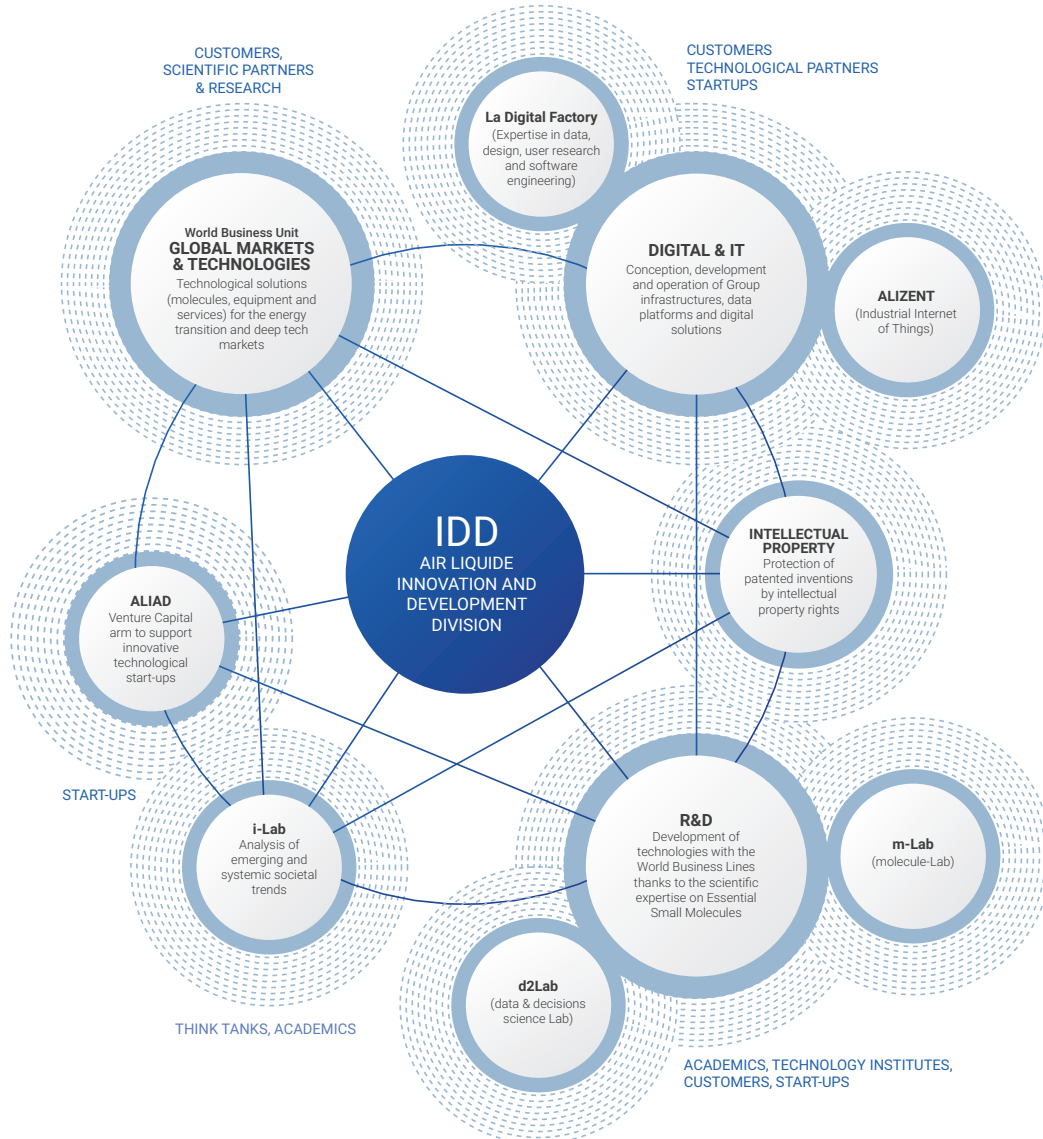 CUSTOMERS,
SCIENTIFIC PARTNERS
& RESEARCH
CUSTOMERS
TECHNOLOGICAL PARTNERS
STARTUPS
La Digital Factory
(Expertise in data,
design, user research
and software
engineering)
World Business Unit
GLOBAL MARKETS
& TECHNOLOGIES
Technological solutions
(molecules, equipment and
services) for the energy
transition and deep tech
markets
DIGITAL & IT
Conception, development
and operation of Group
infrastructures, data
platforms and digital
solutions
ALIZENT
(Industrial Internet
of Things)
IDD
AIR LIQUIDE
INNOVATION AND
DEVELOPMENT
DIVISION
INTELLECTUAL
PROPERTY
Protection of
patented inventions
by intellectual
property rights
ALIAD
Venture Capital
arm to support
innovative
technological
start-ups
START-UPS
i-Lab
Analysis of
emerging and
systemic societal
trends
R&D
Development of
technologies with the
World Business Lines
thanks to the scientific
expertise on Essential
Small Molecules
m-Lab
(molecule-Lab)
d2Lab
(data & decisions
science Lab)
THINK TANKS, ACADEMICS
ACADEMICS, TECHNOLOGY INSTITUTES,
CUSTOMERS, START-UPS